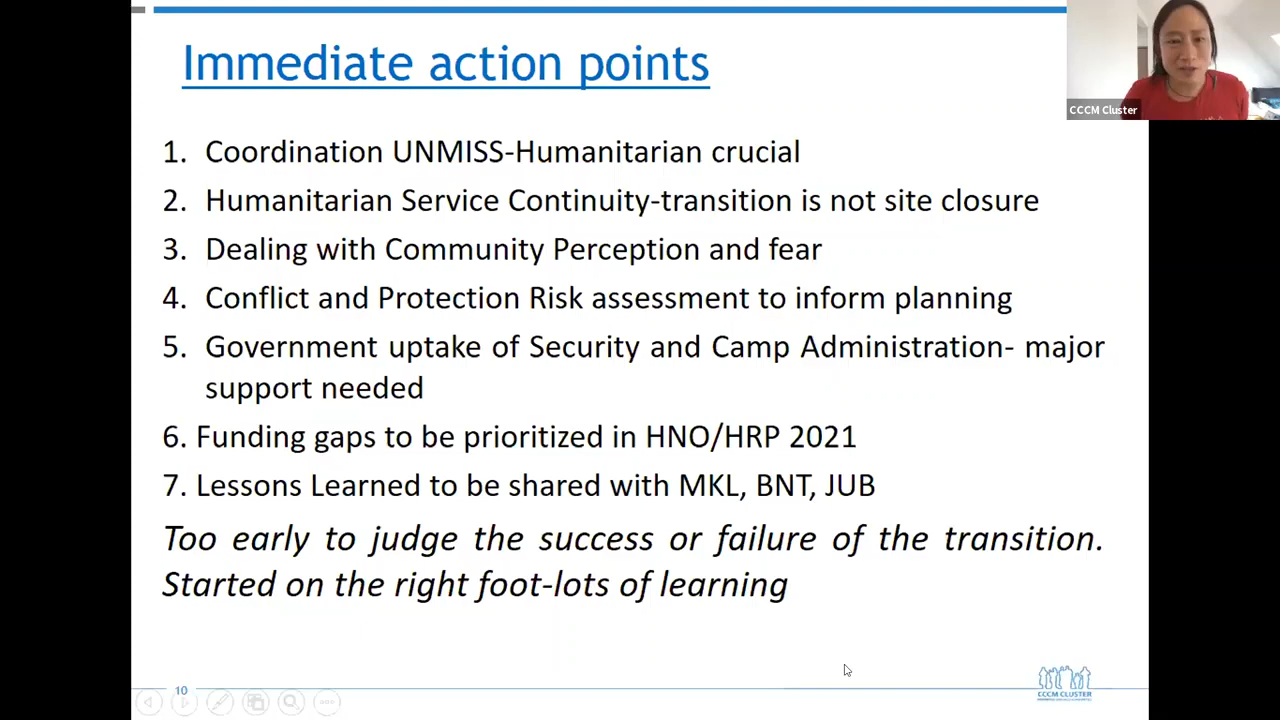 Immediate action points
CCCM Cluster
1. Coordination UNMISS-Humanitarian crucial
2. Humanitarian Service Continuity-transition is not site closure
3. Dealing with Community Perception and fear
4. Conflict and Protection Risk assessment to inform planning
5. Government uptake of Security and Camp Administration- major
support needed
6. Funding gaps to be prioritized in HNO/HRP 2021
7. Lessons Learned to be shared with MKL, BNT, JUB
Too early to judge the success or failure of the transition.
Started on the right foot-lots of learning
10
CCCM CLUSTER